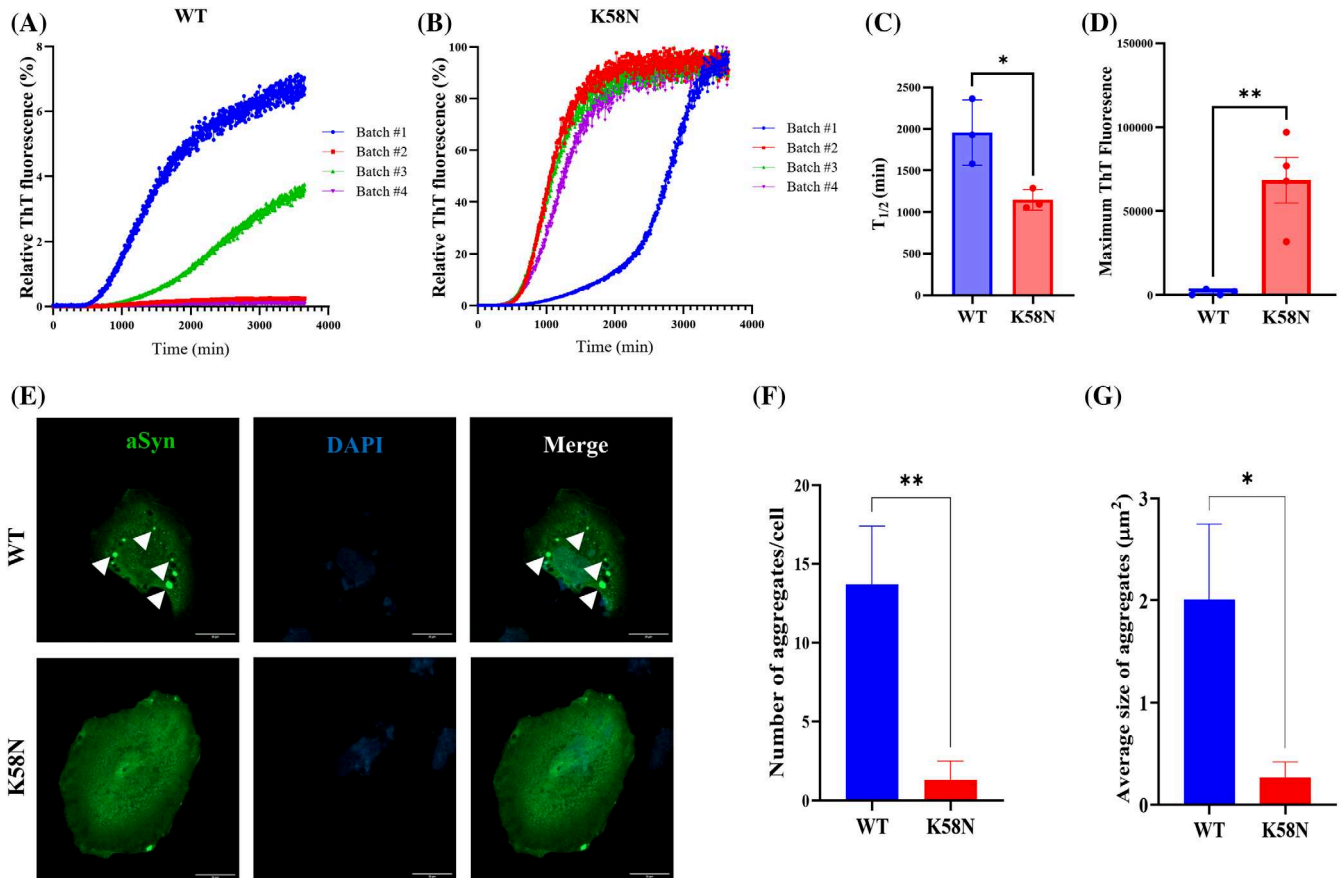 (A)
WT
Relative ThT fluorescence (%)
8
6
4
2
0
0
1000
2000
3000
4000
Time (min)
Batch #1
Batch #2
Batch #3
Batch #4
(B)
K58N
Relative ThT fluorescence (%)
100
80
60
40
20
0
0
1000
2000
3000
4000
Time (min)
Batch #1
Batch #2
Batch #3
Batch #4
(C)
T1/2 (min)
2500
2000
1500
1000
500
0
*
WT
K58N
(D)
Maximum ThT Fluoresence
150000
100000
50000
0
**
WT
K58N
(E)
aSyn
DAPI
Merge
WT
K58N
(F)
Number of aggregates/cell
20
15
10
5
0
**
WT
K58N
(G)
Average size of aggregates (μm²)
3
2
1
0
*
WT
K58N